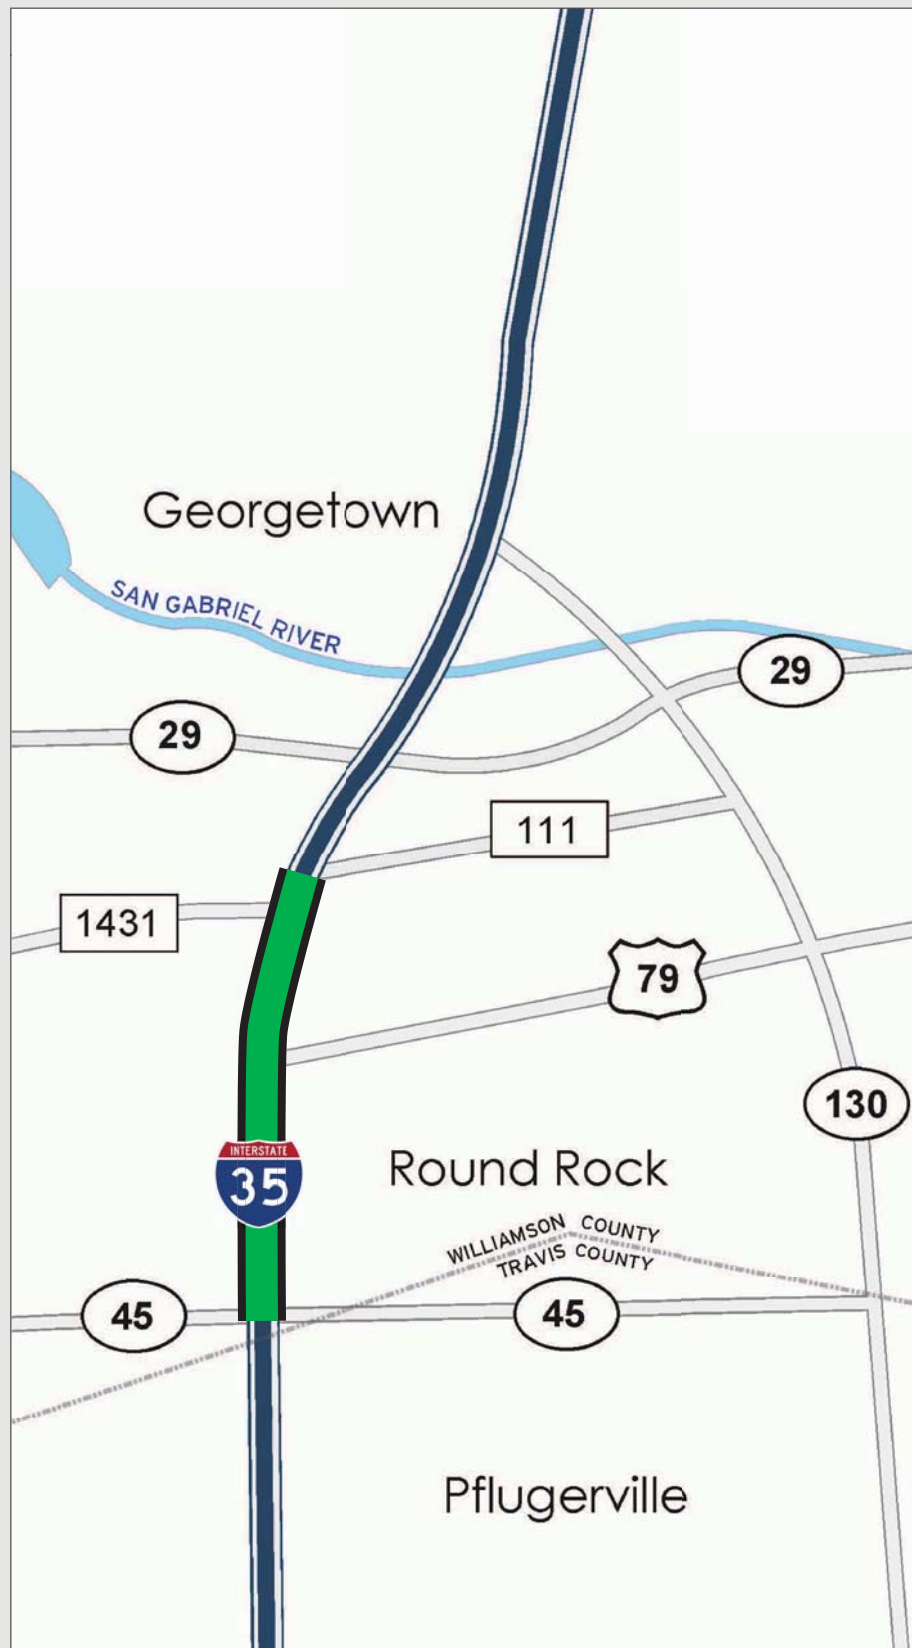 Georgetown
SAN GABRIEL RIVER
29
29
111
1431
79
130
INTERSTATE
35
Round Rock
WILLIAMSON COUNTY
TRAVIS COUNTY
45
45
Pflugerville